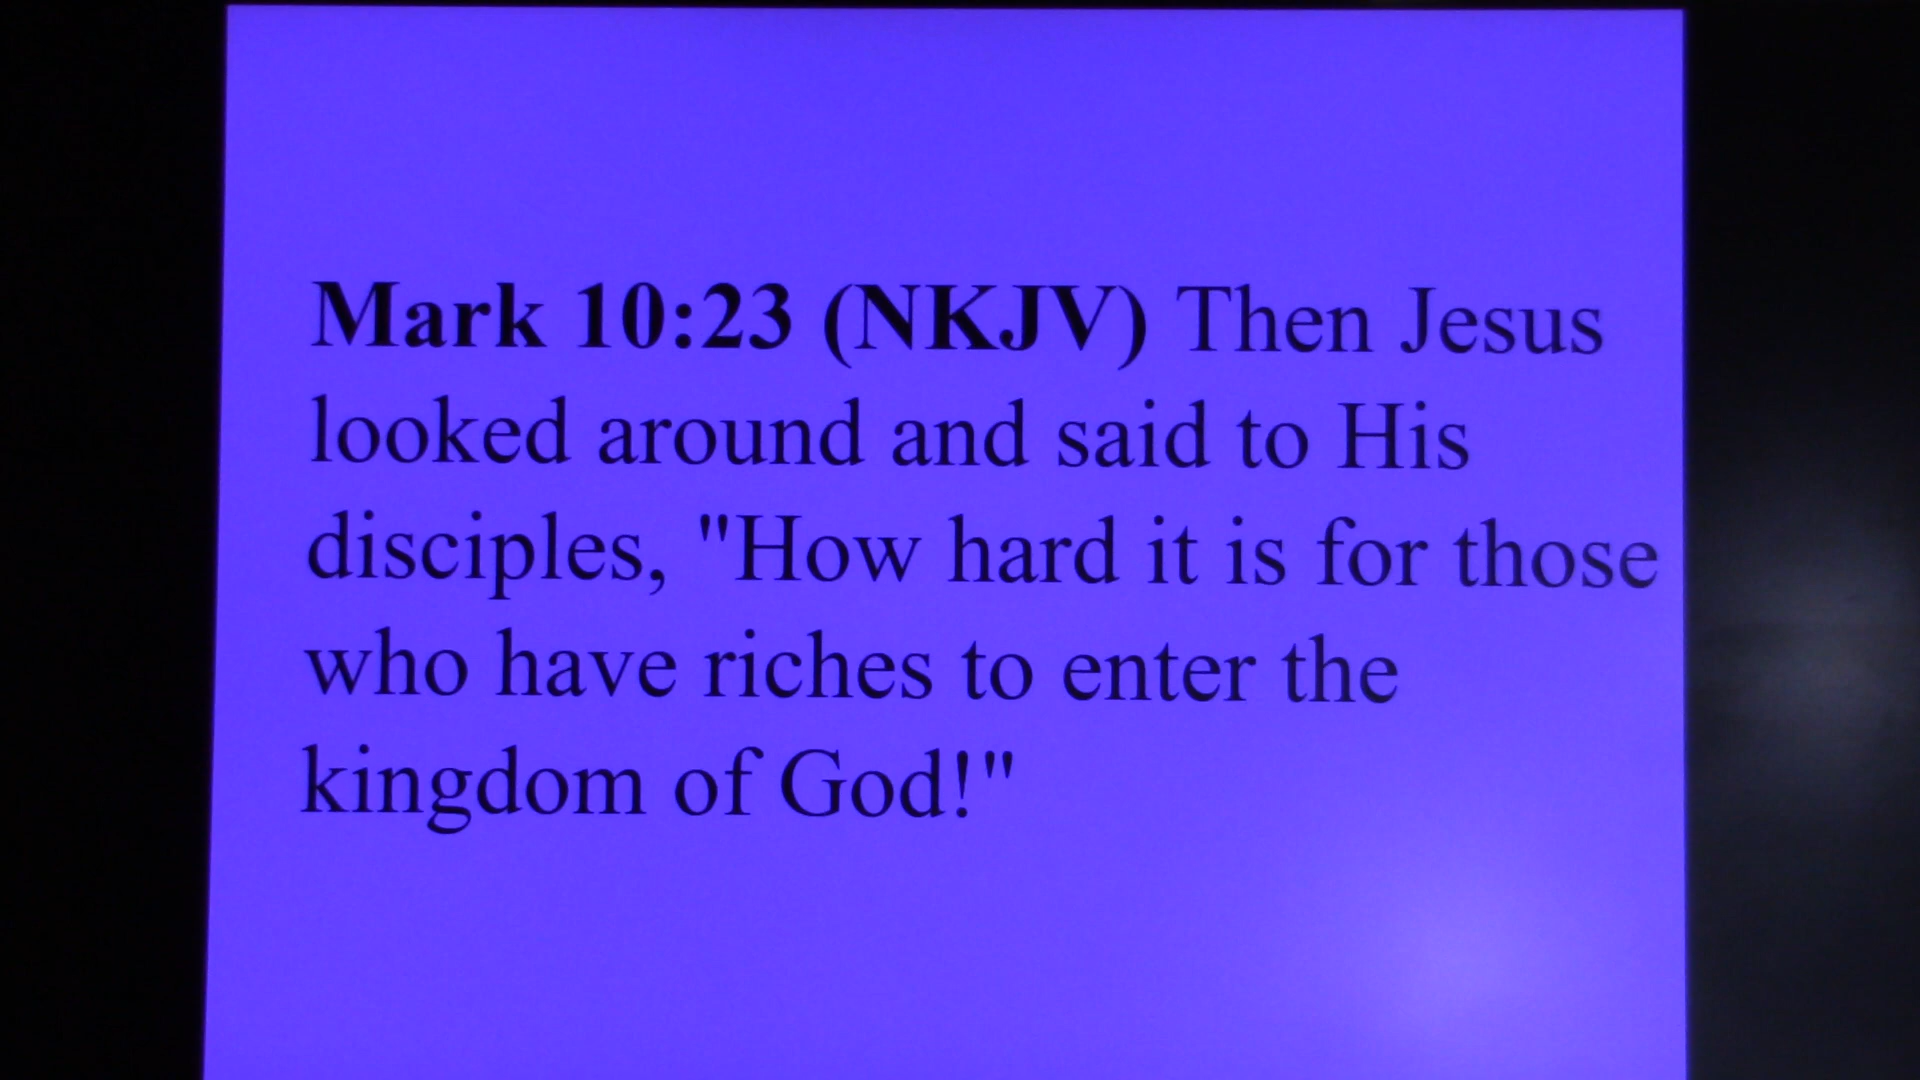 Mark 10:23 (NKJV) Then Jesus
looked around and said to His
disciples, "How hard it is for those
who have riches to enter the
kingdom of God!"